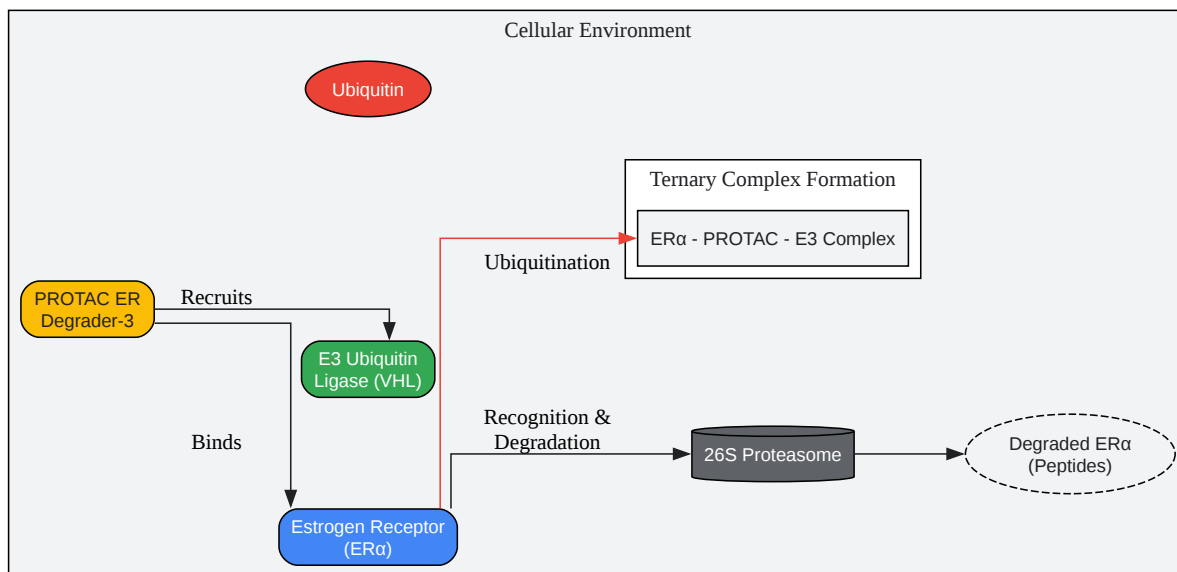 Cellular Environment
Ubiquitin
Ternary Complex Formation
ERα - PROTAC - E3 Complex
Ubiquitination
PROTAC ER
Degrader-3
Recruits
E3 Ubiquitin
Ligase (VHL)
Binds
Recognition &
Degradation
26S Proteasome
Degraded ERα
(Peptides)
Estrogen Receptor
(ERα)